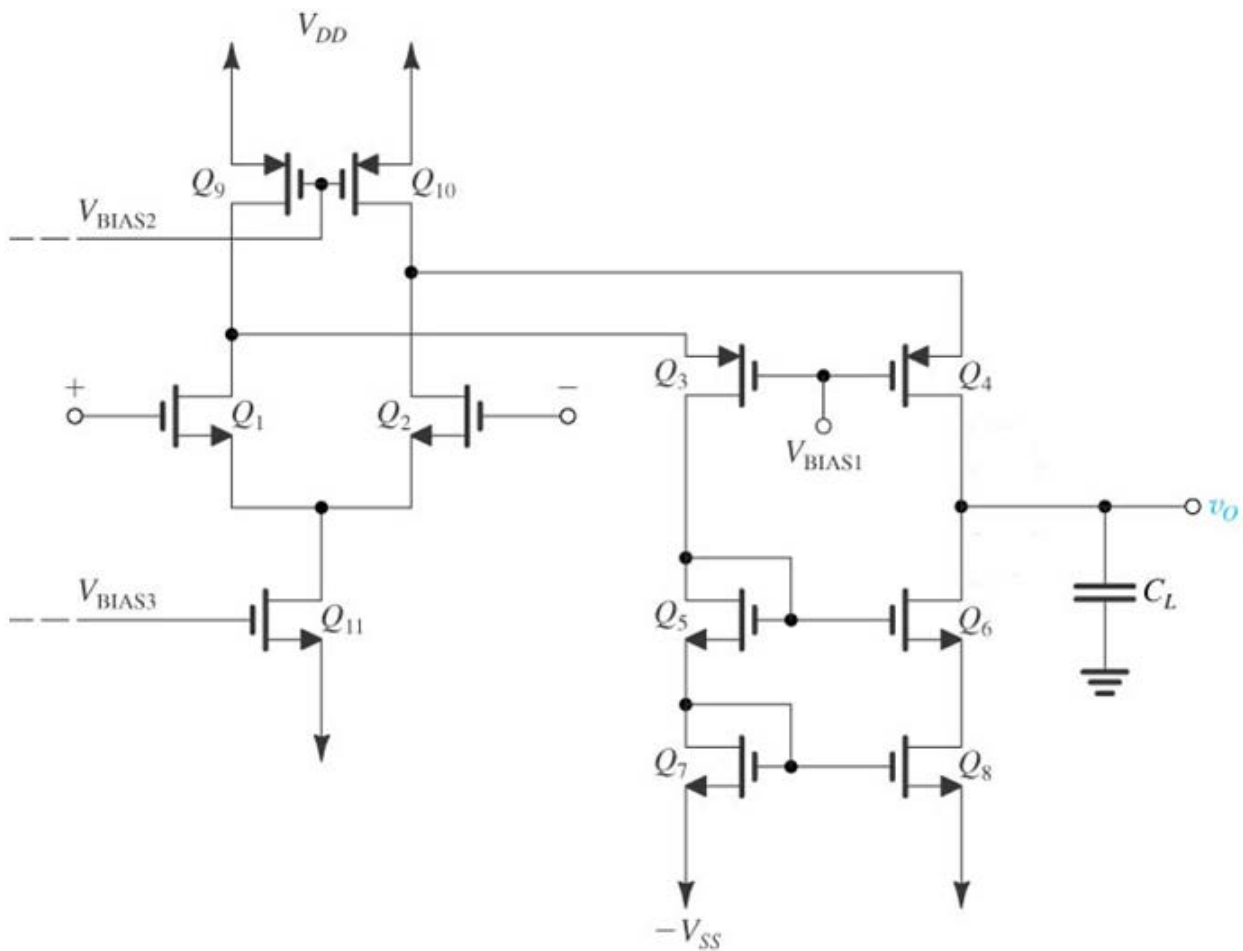 V_DD
Q_9
Q_10
V_BIAS2
Q_3
Q_4
+
Q_1
Q_2
−
V_BIAS1
v_O
V_BIAS3
Q_11
Q_5
Q_6
C_L
Q_7
Q_8
−V_SS